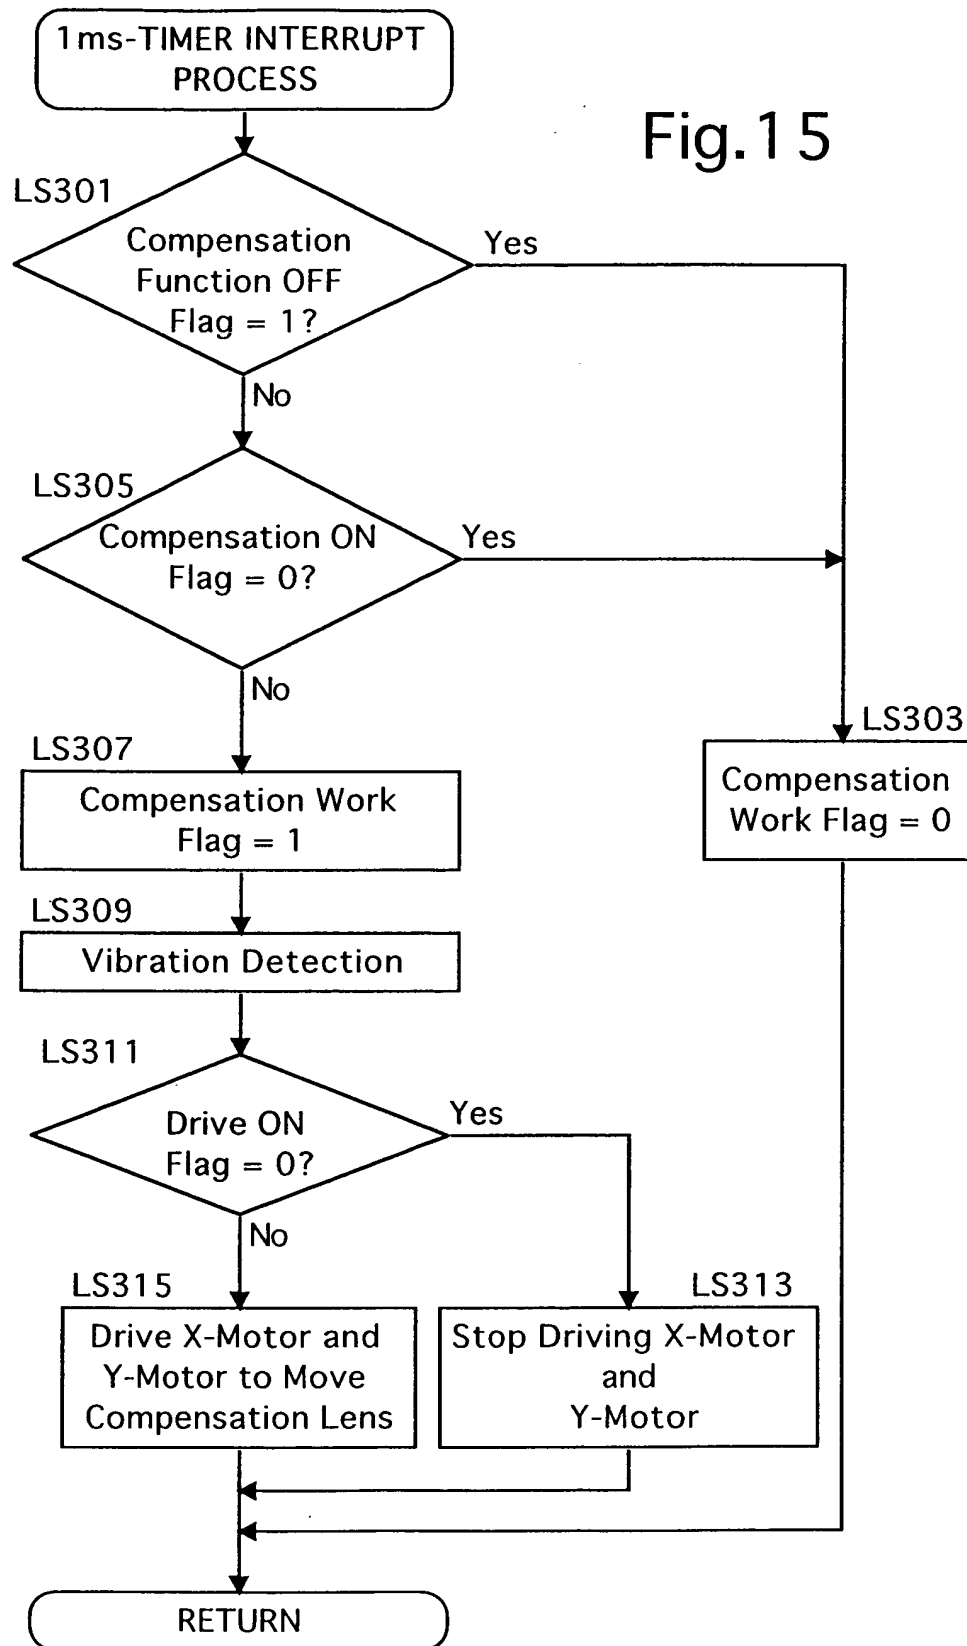 1ms-TIMER INTERRUPT
PROCESS
Fig.15
LS301
Compensation
Function OFF
Flag = 1?
Yes
No
LS305
Compensation ON
Flag = 0?
Yes
No
LS303
Compensation
Work Flag = 0
LS307
Compensation Work
Flag = 1
LS309
Vibration Detection
LS311
Drive ON
Flag = 0?
Yes
No
LS315
Drive X-Motor and
Y-Motor to Move
Compensation Lens
LS313
Stop Driving X-Motor
and
Y-Motor
RETURN